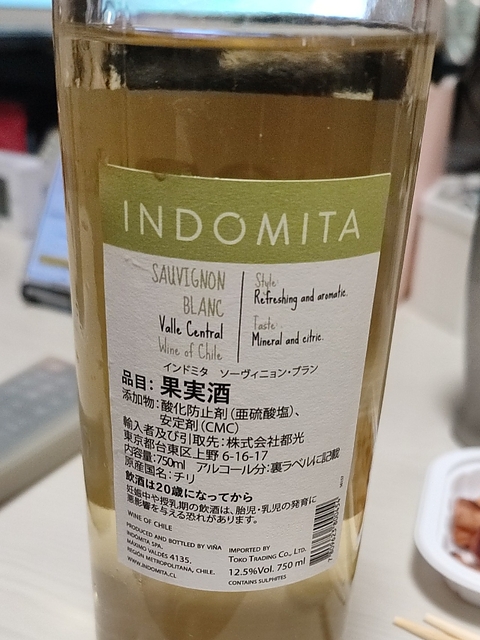 INDÓMITA
SAUVIGNON
BLANC
Valle Central
Wine of Chile
Style
Refreshing and aromatic.
Taste
Mineral and citric.
インドミタ ソーヴィニョン・ブラン
品目：果実酒
添加物：酸化防止剤（亜硫酸塩）、
安定剤（CMC）
輸入者及び引取先：株式会社都光
東京都台東区上野 6-16-17
内容量：750ml アルコール分：裏ラベルに記載
原産国名：チリ
飲酒は20歳になってから
妊娠中や授乳期の飲酒は、胎児・乳児の発育に
悪影響を与える恐れがあります。
WINE OF CHILE
PRODUCED AND BOTTLED BY VIÑA
INDÓMITA SPA,
MÁXIMO VALDÉS 4135,
REGIÓN METROPOLITANA, CHILE.
WWW.INDOMITA.CL
IMPORTED BY
TOKO TRADING CO., LTD.
12.5%Vol. 750 ml
CONTAINS SULPHITES